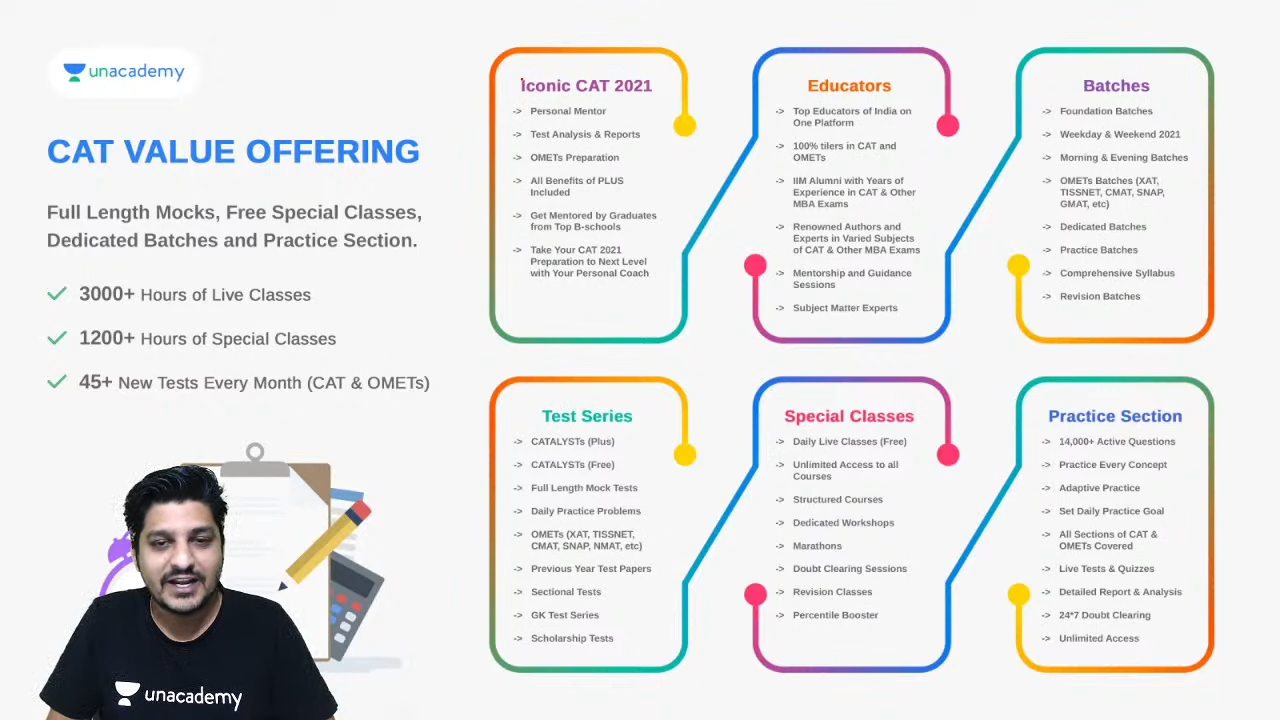 unacademy
CAT VALUE OFFERING
Full Length Mocks, Free Special Classes,
Dedicated Batches and Practice Section.
3000+ Hours of Live Classes
1200+ Hours of Special Classes
45+ New Tests Every Month (CAT & OMETs)
Iconic CAT 2021
-> Personal Mentor
-> Test Analysis & Reports
-> OMETs Preparation
-> All Benefits of PLUS
Included
-> Get Mentored by Graduates
from Top B-schools
-> Take Your CAT 2021
Preparation to Next Level
with Your Personal Coach
Educators
-> Top Educators of India on
One Platform
-> 100% tilers in CAT and
OMETs
-> IIM Alumni with Years of
Experience in CAT & Other
MBA Exams
-> Renowned Authors and
Experts in Varied Subjects
of CAT & Other MBA Exams
-> Mentorship and Guidance
Sessions
-> Subject Matter Experts
Batches
-> Foundation Batches
-> Weekday & Weekend 2021
-> Morning & Evening Batches
-> OMETs Batches (XAT,
TISSNET, CMAT, SNAP,
GMAT, etc)
-> Dedicated Batches
-> Practice Batches
-> Comprehensive Syllabus
-> Revision Batches
Test Series
-> CATALYSTs (Plus)
-> CATALYSTs (Free)
-> Full Length Mock Tests
-> Daily Practice Problems
-> OMETs (XAT, TISSNET,
CMAT, SNAP, NMAT, etc)
-> Previous Year Test Papers
-> Sectional Tests
-> GK Test Series
-> Scholarship Tests
Special Classes
-> Daily Live Classes (Free)
-> Unlimited Access to all
Courses
-> Structured Courses
-> Dedicated Workshops
-> Marathons
-> Doubt Clearing Sessions
-> Revision Classes
-> Percentile Booster
Practice Section
-> 14,000+ Active Questions
-> Practice Every Concept
-> Adaptive Practice
-> Set Daily Practice Goal
-> All Sections of CAT &
OMETs Covered
-> Live Tests & Quizzes
-> Detailed Report & Analysis
-> 24*7 Doubt Clearing
-> Unlimited Access
unacademy